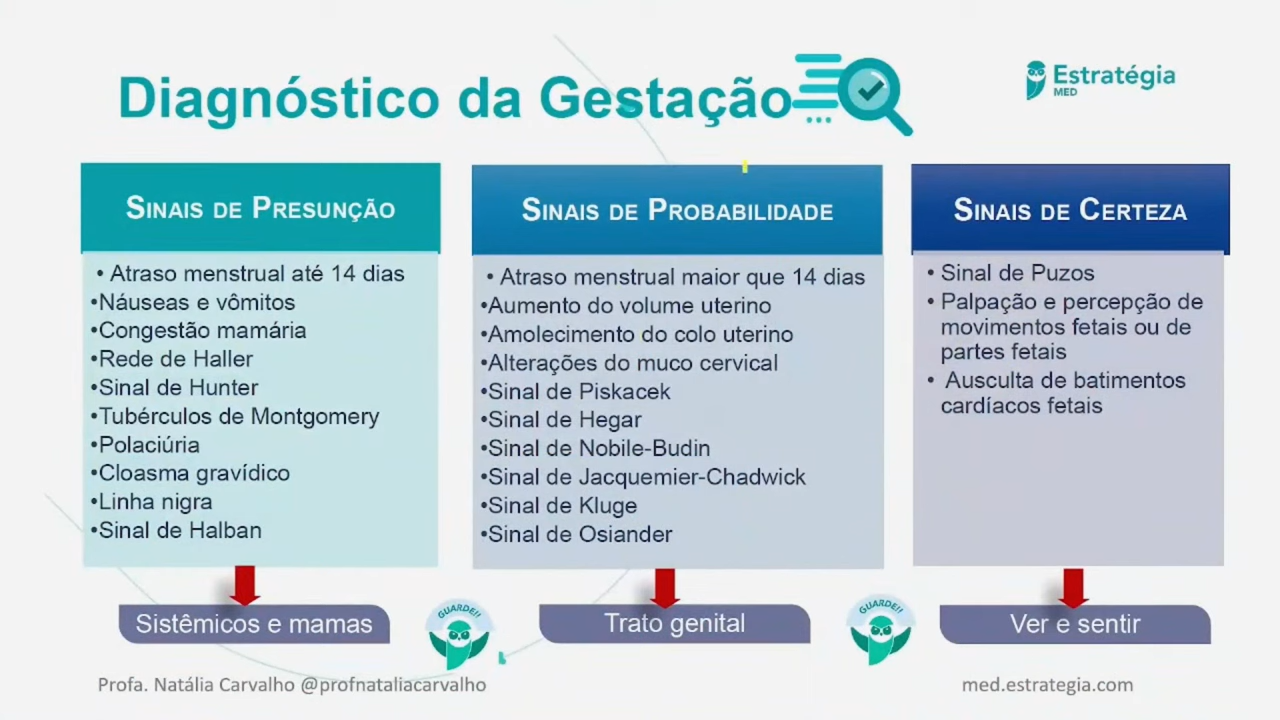 Diagnóstico da Gestação
Estratégia
MED
SINAIS DE PRESUNÇÃO
• Atraso menstrual até 14 dias
•Náuseas e vômitos
•Congestão mamária
•Rede de Haller
•Sinal de Hunter
•Tubérculos de Montgomery
•Polaciúria
•Cloasma gravídico
•Linha nigra
•Sinal de Halban
Sistêmicos e mamas
SINAIS DE PROBABILIDADE
• Atraso menstrual maior que 14 dias
•Aumento do volume uterino
•Amolecimento do colo uterino
•Alterações do muco cervical
•Sinal de Piskacek
•Sinal de Hegar
•Sinal de Nobile-Budin
•Sinal de Jacquemier-Chadwick
•Sinal de Kluge
•Sinal de Osiander
Trato genital
SINAIS DE CERTEZA
• Sinal de Puzos
• Palpação e percepção de
movimentos fetais ou de
partes fetais
• Ausculta de batimentos
cardíacos fetais
Ver e sentir
GUARDE!!
GUARDE!!
Profa. Natália Carvalho @profnataliacarvalho
med.estrategia.com